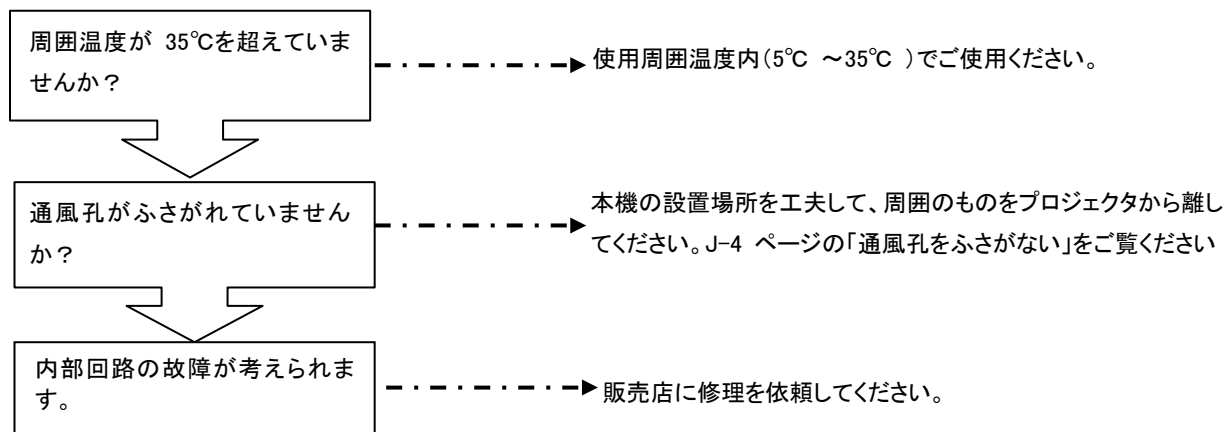 周囲温度が 35℃を超えていま
せんか？
使用周囲温度内（5℃ ～35℃ ）でご使用ください。
通風孔がふさがれていません
か？
本機の設置場所を工夫して、周囲のものをプロジェクタから離し
てください。J-4 ページの「通風孔をふさがない」をご覧ください
内部回路の故障が考えられま
す。
販売店に修理を依頼してください。